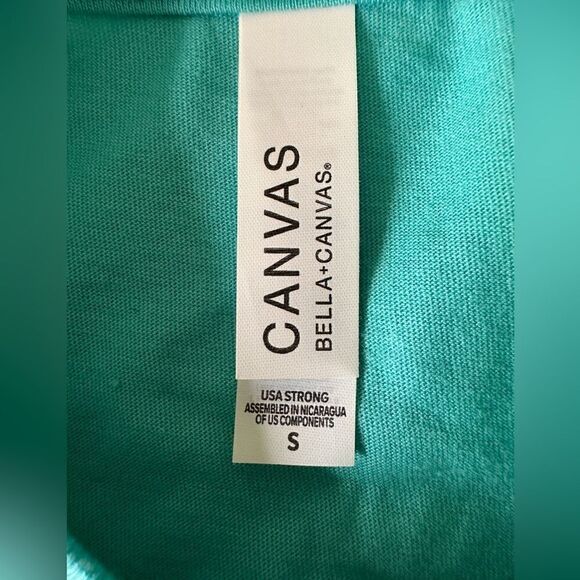 CANVAS
BELLA+CANVAS®
USA STRONG
ASSEMBLED IN NICARAGUA
OF US COMPONENTS
S